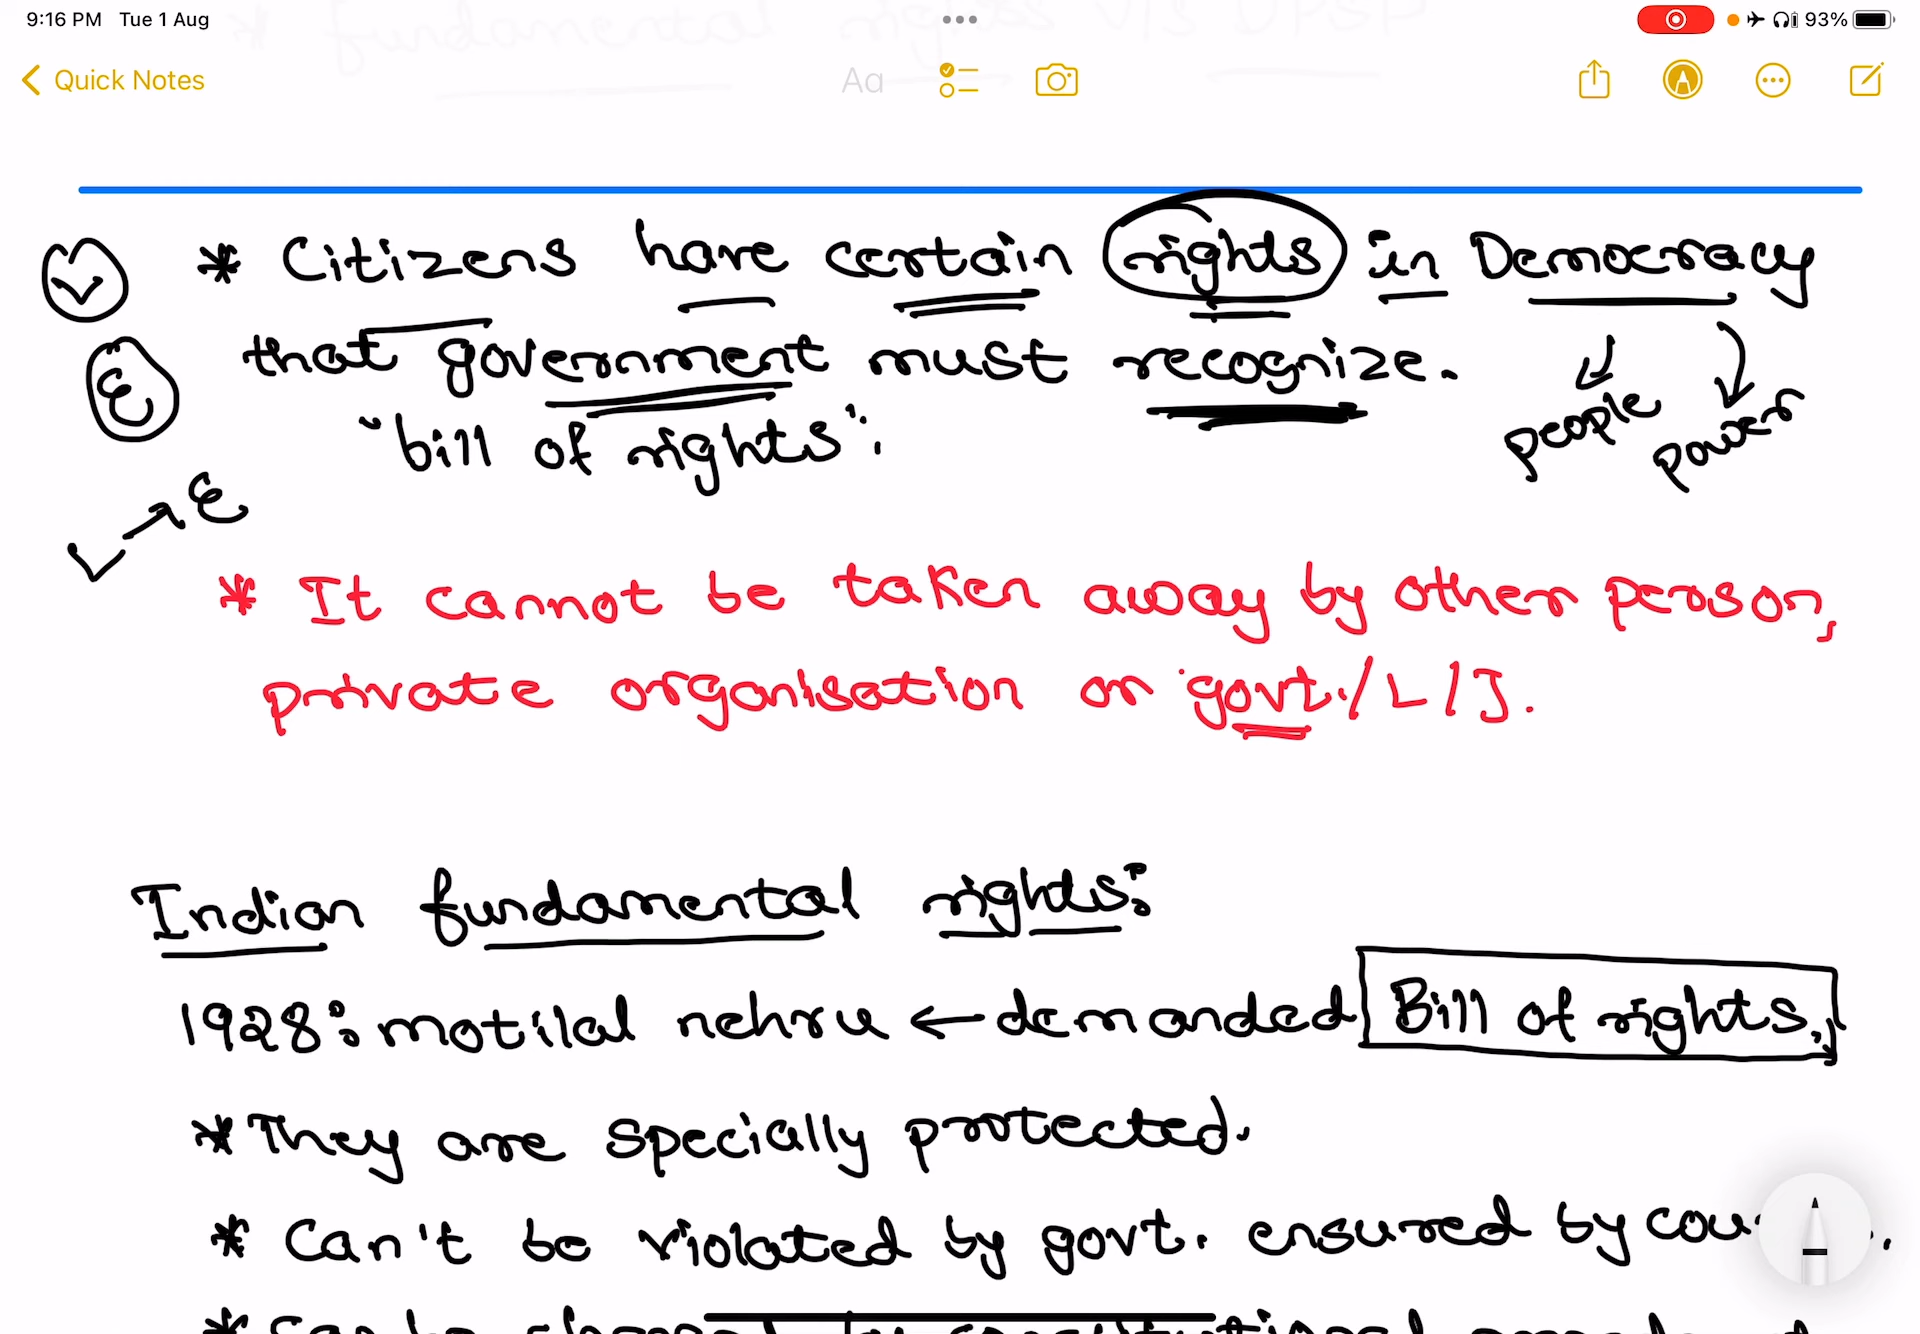 9:16 PM Tue 1 Aug
93%
fundamental rights v/s DPSP
Quick Notes
Aa
* Citizens have certain rights in Democracy
that government must recognize.
"bill of rights".
people power
L → E
* It cannot be taken away by other person,
private organisation or govt./L/J.
Indian fundamental rights:
1928: motilal nehru ← demanded Bill of rights.
* They are specially protected.
* Can't be violated by govt. ensured by